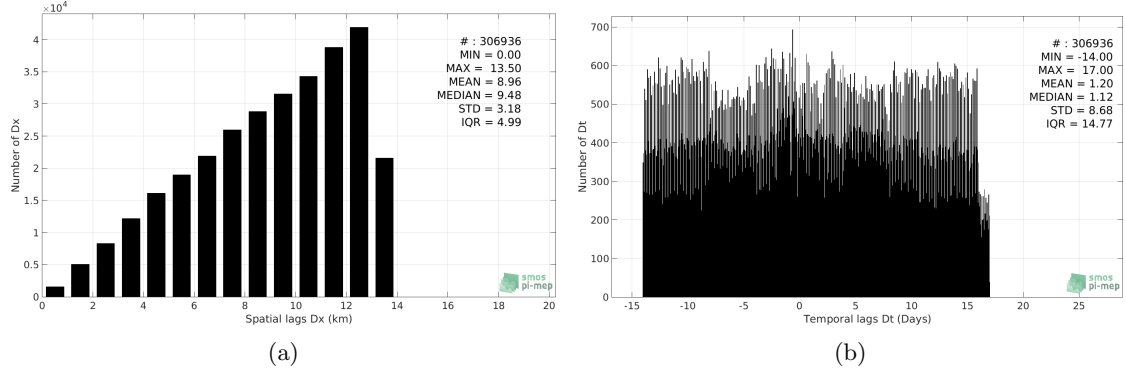 ×10⁴
4
3.5
3
2.5
2
1.5
1
0.5
0
Number of Dx
0 2 4 6 8 10 12 14 16 18 20
Spatial lags Dx (km)
# : 306936
MIN = 0.00
MAX = 13.50
MEAN = 8.96
MEDIAN = 9.48
STD = 3.18
IQR = 4.99
smos
pi-mep
(a)
700
600
500
400
300
200
100
0
Number of Dt
-15 -10 -5 0 5 10 15 20 25
Temporal lags Dt (Days)
# : 306936
MIN = -14.00
MAX = 17.00
MEAN = 1.20
MEDIAN = 1.12
STD = 8.68
IQR = 14.77
smos
pi-mep
(b)